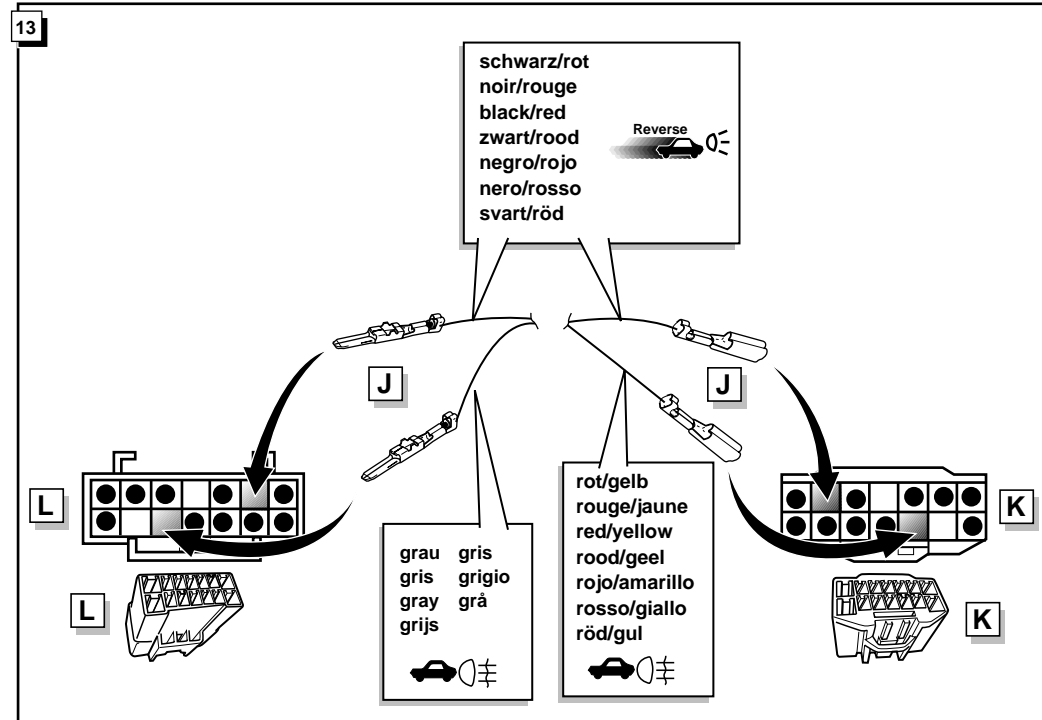 13
schwarz/rot
noir/rouge
black/red
zwart/rood
negro/rojo
nero/rosso
svart/röd
Reverse
J
J
L
K
grau gris
gris grigio
gray grå
grijs
rot/gelb
rouge/jaune
red/yellow
rood/geel
rojo/amarillo
rosso/giallo
röd/gul
L
K